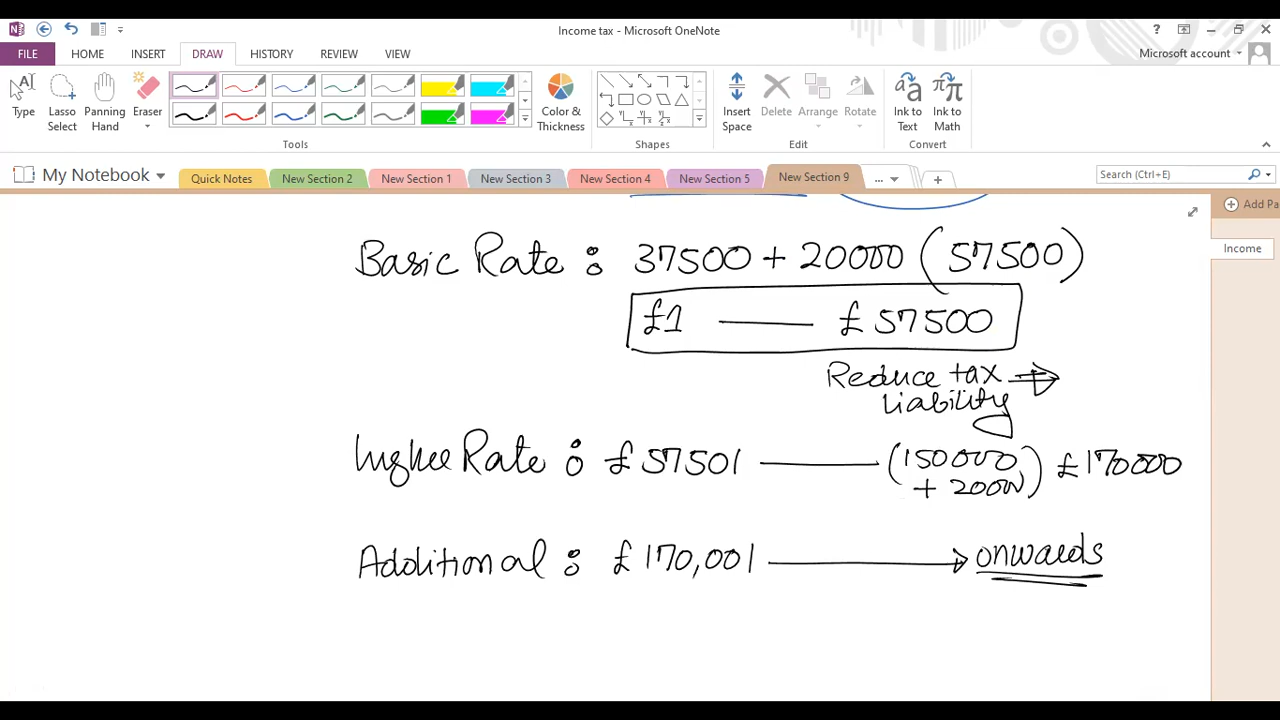 Income tax - Microsoft OneNote
FILE HOME INSERT DRAW HISTORY REVIEW VIEW Microsoft account
Type Lasso Select Panning Hand Eraser Color & Thickness Insert Space Delete Arrange Rotate Ink to Text Ink to Math
Tools Shapes Edit Convert
My Notebook Quick Notes New Section 2 New Section 1 New Section 3 New Section 4 New Section 5 New Section 9 ... Search (Ctrl+E)
Add Pa
Income
Basic Rate : 37500 + 20000 (57500)
£1 —— £57500
Reduce tax
liability
Higher Rate : £57501 —— (150000 + 20000) £170000
Additional : £170,001 ——> onwards